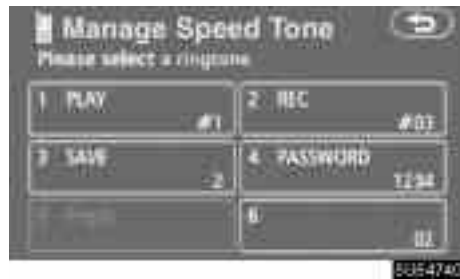 Manage Speed Tone
Please select a ringtone
1 PLAY
#1
2 REC
#03
3 SAVE
2
4 PASSWORD
1234
6
02